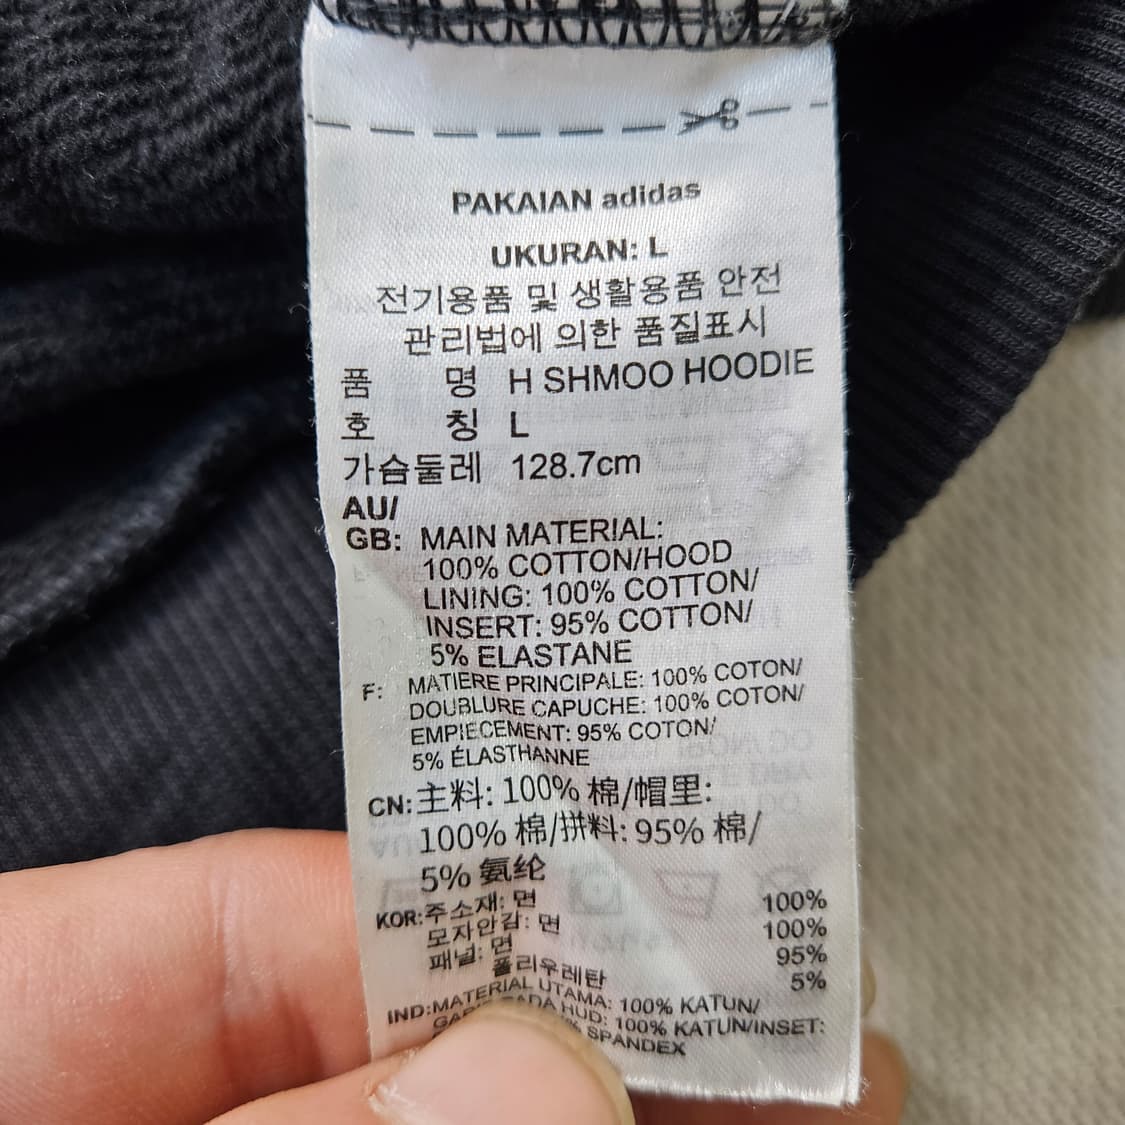 PAKAIAN adidas
UKURAN: L
전기용품 및 생활용품 안전
관리법에 의한 품질표시
품 명 H SHMOO HOODIE
호 칭 L
가슴둘레 128.7cm
AU/
GB: MAIN MATERIAL:
100% COTTON/HOOD
LINING: 100% COTTON/
INSERT: 95% COTTON/
5% ELASTANE
F: MATIERE PRINCIPALE: 100% COTON/
DOUBLURE CAPUCHE: 100% COTON/
EMPIECEMENT: 95% COTON/
5% ÉLASTHANNE
CN: 主料: 100% 棉/帽里:
100% 棉/拼料: 95% 棉/
5% 氨纶
KOR: 주소재: 면 100%
모자안감: 면 100%
패널: 면 95%
폴리우레탄 5%
IND: MATERIAL UTAMA: 100% KATUN/
HUD: 100% KATUN/INSET:
% SPANDEX